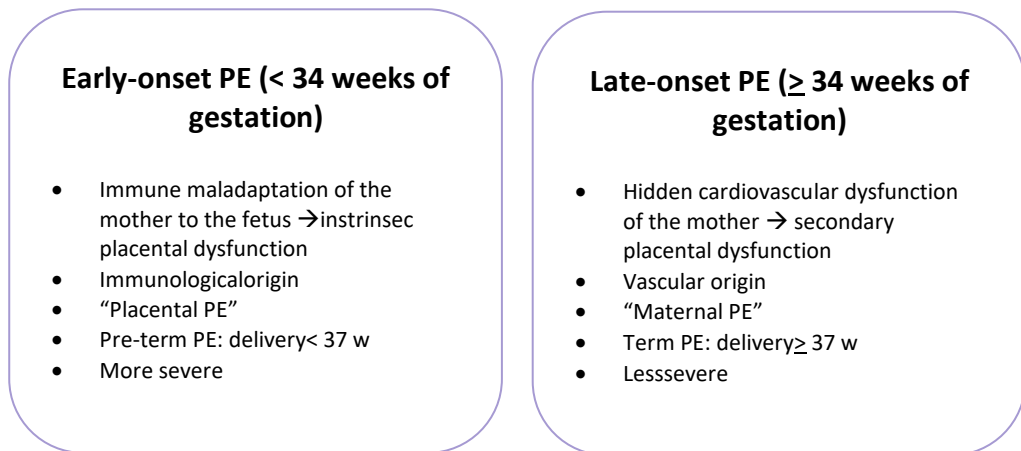 Early-onset PE (< 34 weeks of
gestation)
• Immune maladaptation of the
mother to the fetus →instrinsec
placental dysfunction
• Immunologicalorigin
• “Placental PE”
• Pre-term PE: delivery< 37 w
• More severe
Late-onset PE (≥ 34 weeks of
gestation)
• Hidden cardiovascular dysfunction
of the mother → secondary
placental dysfunction
• Vascular origin
• “Maternal PE”
• Term PE: delivery≥ 37 w
• Lesssevere